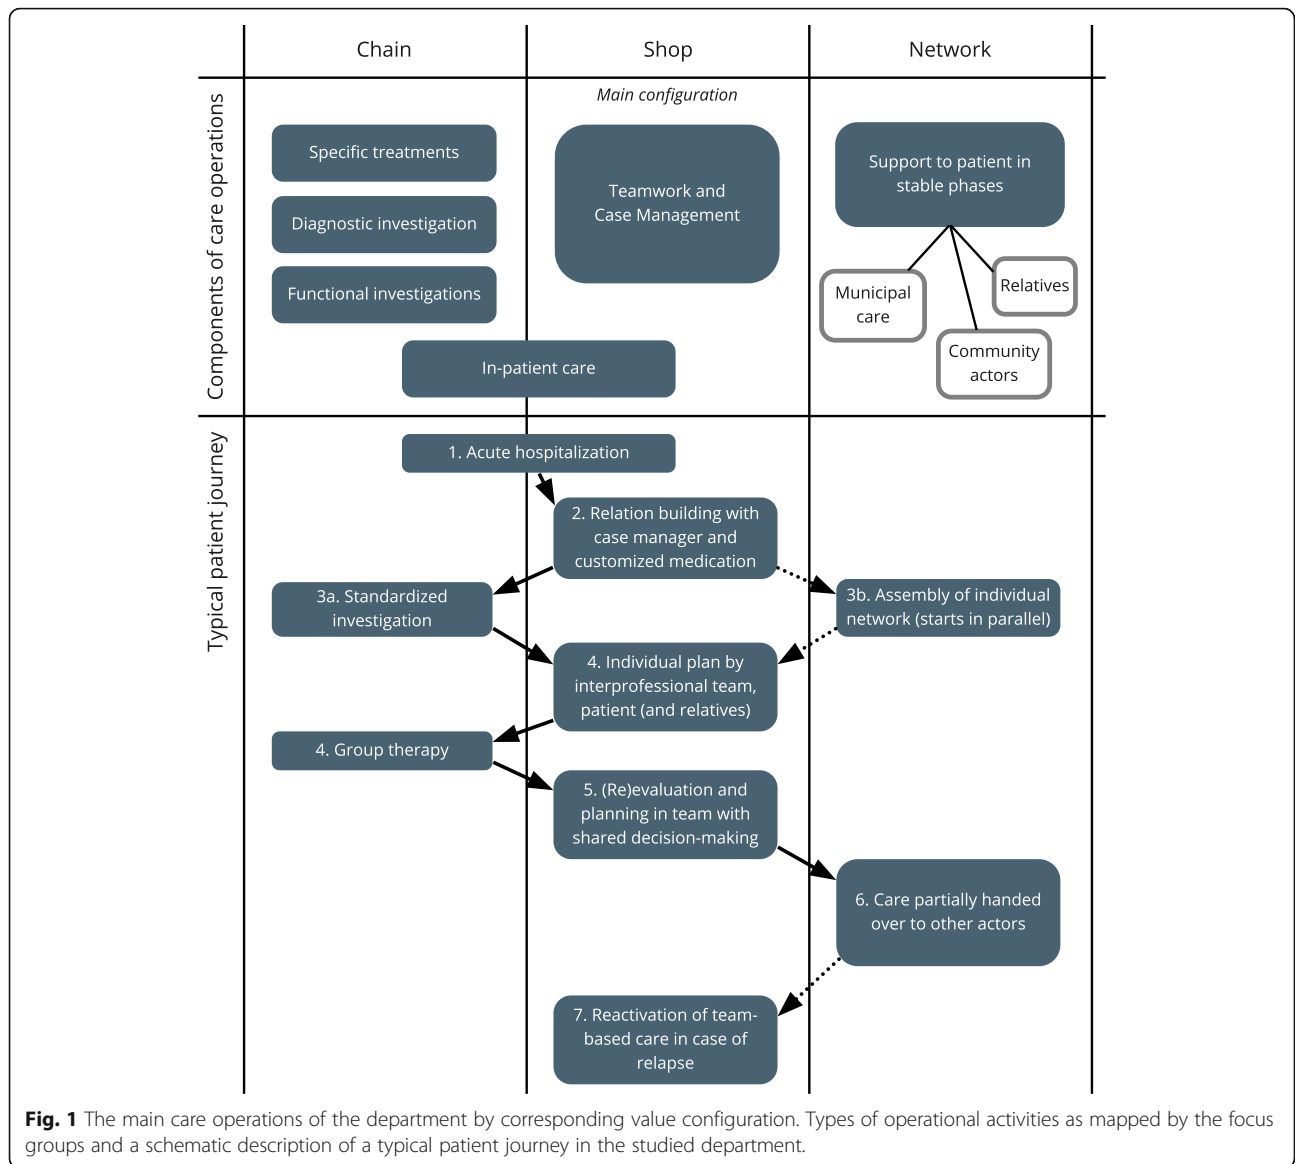 Chain
Shop
Network
Components of care operations
Main configuration
Specific treatments
Diagnostic investigation
Functional investigations
In-patient care
Teamwork and
Case Management
Support to patient in
stable phases
Municipal
care
Relatives
Community
actors
Typical patient journey
1. Acute hospitalization
2. Relation building with
case manager and
customized medication
3a. Standardized
investigation
3b. Assembly of individual
network (starts in parallel)
4. Individual plan by
interprofessional team,
patient (and relatives)
4. Group therapy
5. (Re)evaluation and
planning in team with
shared decision-making
6. Care partially handed
over to other actors
7. Reactivation of team-
based care in case of
relapse
Fig. 1 The main care operations of the department by corresponding value configuration. Types of operational activities as mapped by the focus
groups and a schematic description of a typical patient journey in the studied department.